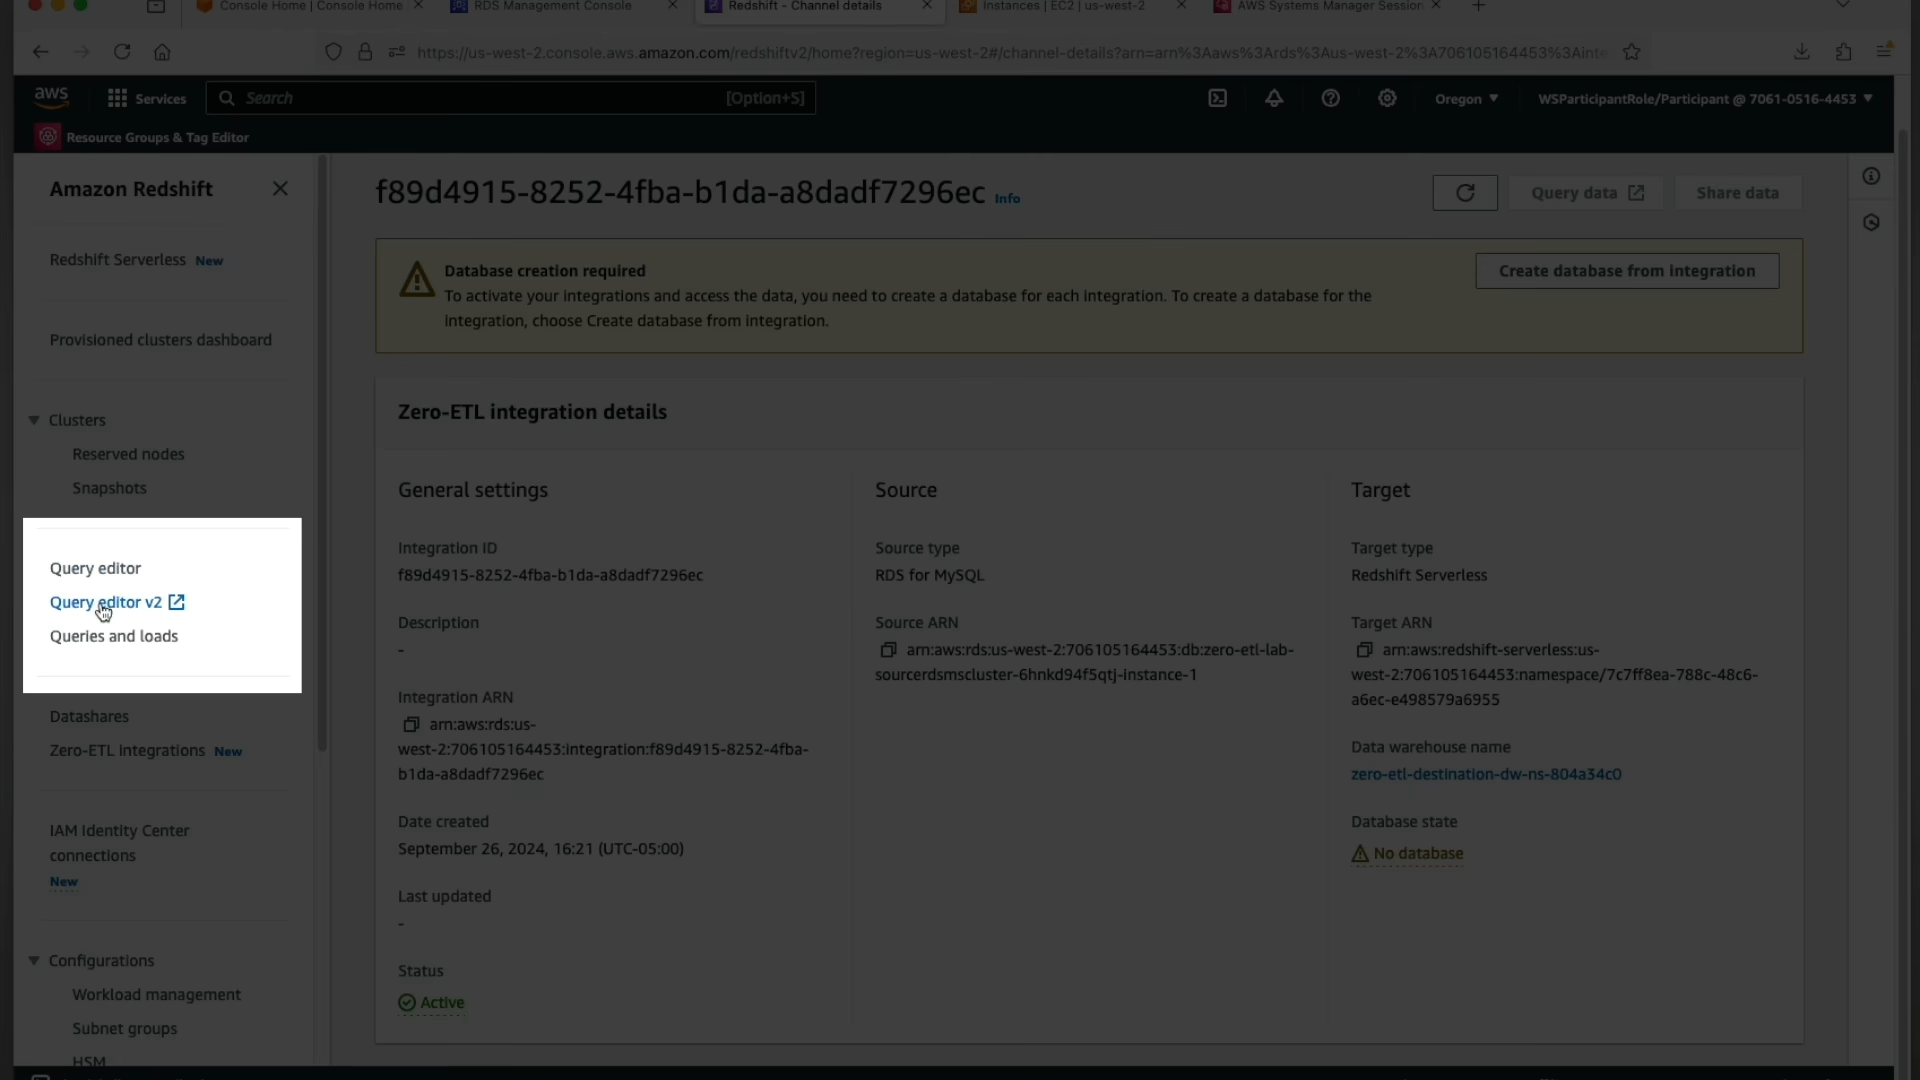 Console Home | Console Home
RDS Management Console
Redshift - Channel details
Instances | EC2 | us-west-2
AWS Systems Manager Session
https://us-west-2.console.aws.amazon.com/redshiftv2/home?region=us-west-2#/channel-details?arn=arn%3Aaws%3Ards%3Aus-west-2%3A706105164453%3Ainte
aws
Services
Search
[Option+S]
Oregon
WSParticipantRole/Participant @ 7061-0516-4453
Resource Groups & Tag Editor
Amazon Redshift
Redshift Serverless New
Provisioned clusters dashboard
Clusters
Reserved nodes
Snapshots
Query editor
Query editor v2
Queries and loads
Datashares
Zero-ETL integrations New
IAM Identity Center
connections
New
Configurations
Workload management
Subnet groups
HSM
f89d4915-8252-4fba-b1da-a8dadf7296ec Info
Query data
Share data
Database creation required
To activate your integrations and access the data, you need to create a database for each integration. To create a database for the
integration, choose Create database from integration.
Create database from integration
Zero-ETL integration details
General settings
Integration ID
f89d4915-8252-4fba-b1da-a8dadf7296ec
Description
-
Integration ARN
arn:aws:rds:us-
west-2:706105164453:integration:f89d4915-8252-4fba-
b1da-a8dadf7296ec
Date created
September 26, 2024, 16:21 (UTC-05:00)
Last updated
-
Status
Active
Source
Source type
RDS for MySQL
Source ARN
arn:aws:rds:us-west-2:706105164453:db:zero-etl-lab-
sourcerdsmscluster-6hnkd94f5qtj-instance-1
Target
Target type
Redshift Serverless
Target ARN
arn:aws:redshift-serverless:us-
west-2:706105164453:namespace/7c7ff8ea-788c-48c6-
a6ec-e498579a6955
Data warehouse name
zero-etl-destination-dw-ns-804a34c0
Database state
No database